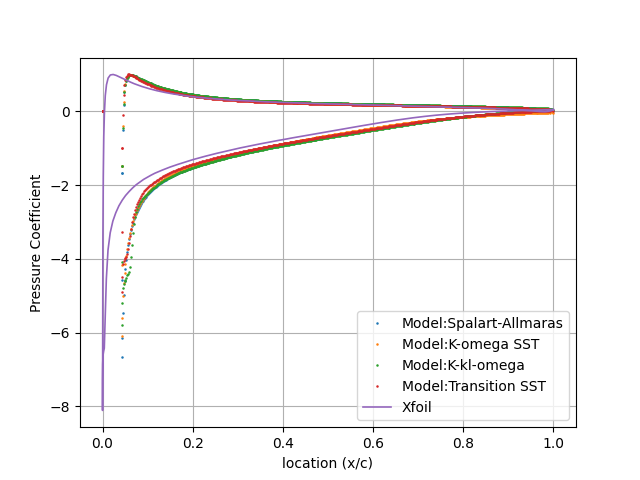 0
−2
−4
−6
−8
Pressure Coefficient
Model:Spalart-Allmaras
Model:K-omega SST
Model:K-kl-omega
Model:Transition SST
Xfoil
0.0 0.2 0.4 0.6 0.8 1.0
location (x/c)